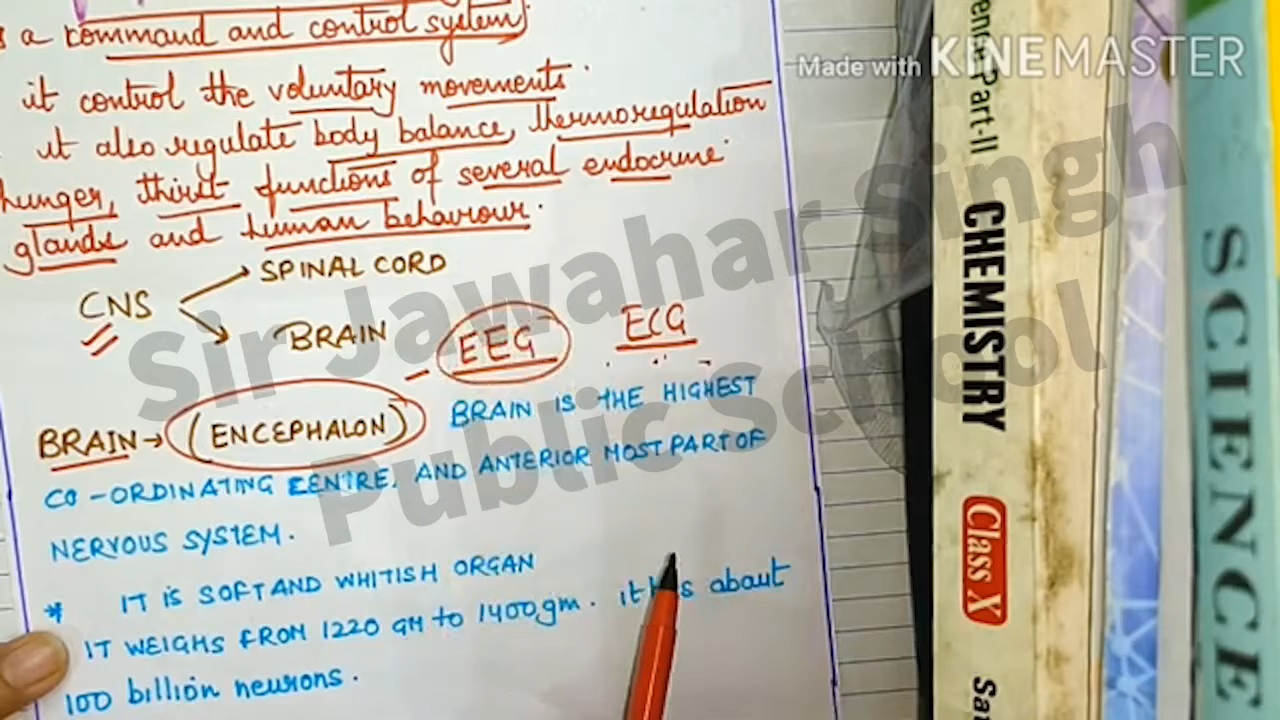 a command and control system
it control the voluntary movements.
it also regulate body balance, thermoregulation
hunger, thirst functions of several endocrine
glands and human behaviour.
SPINAL CORD
CNS
BRAIN
EEG
ECG
BRAIN → (ENCEPHALON) BRAIN IS THE HIGHEST
CO-ORDINATING CENTRE. AND ANTERIOR MOST PART OF
NERVOUS SYSTEM.
* IT IS SOFT AND WHITISH ORGAN
IT WEIGHS FROM 1220 GM to 1400gm. it has about
100 billion neurons.
Made with KINEMASTER
Part-II CHEMISTRY Class X
SCIENCE
Sir Jawahar Singh
Public School